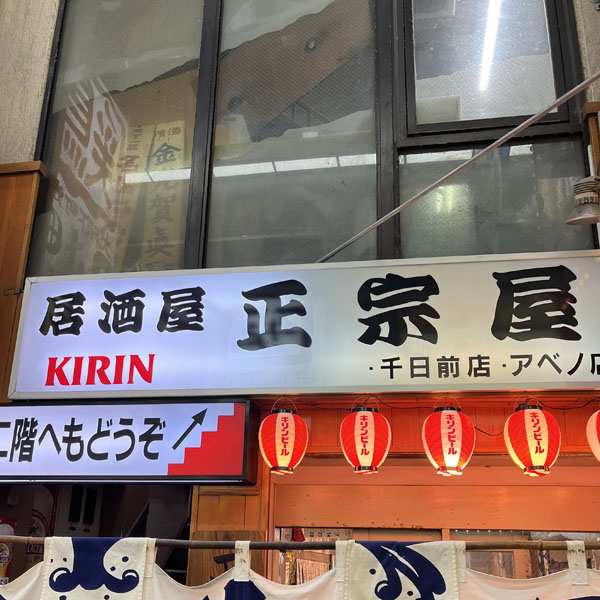 居酒屋 正宗屋
KIRIN
・千日前店・アベノ店
二階へもどうぞ
キリンビール
キリンビール
キリンビール
キリンビール